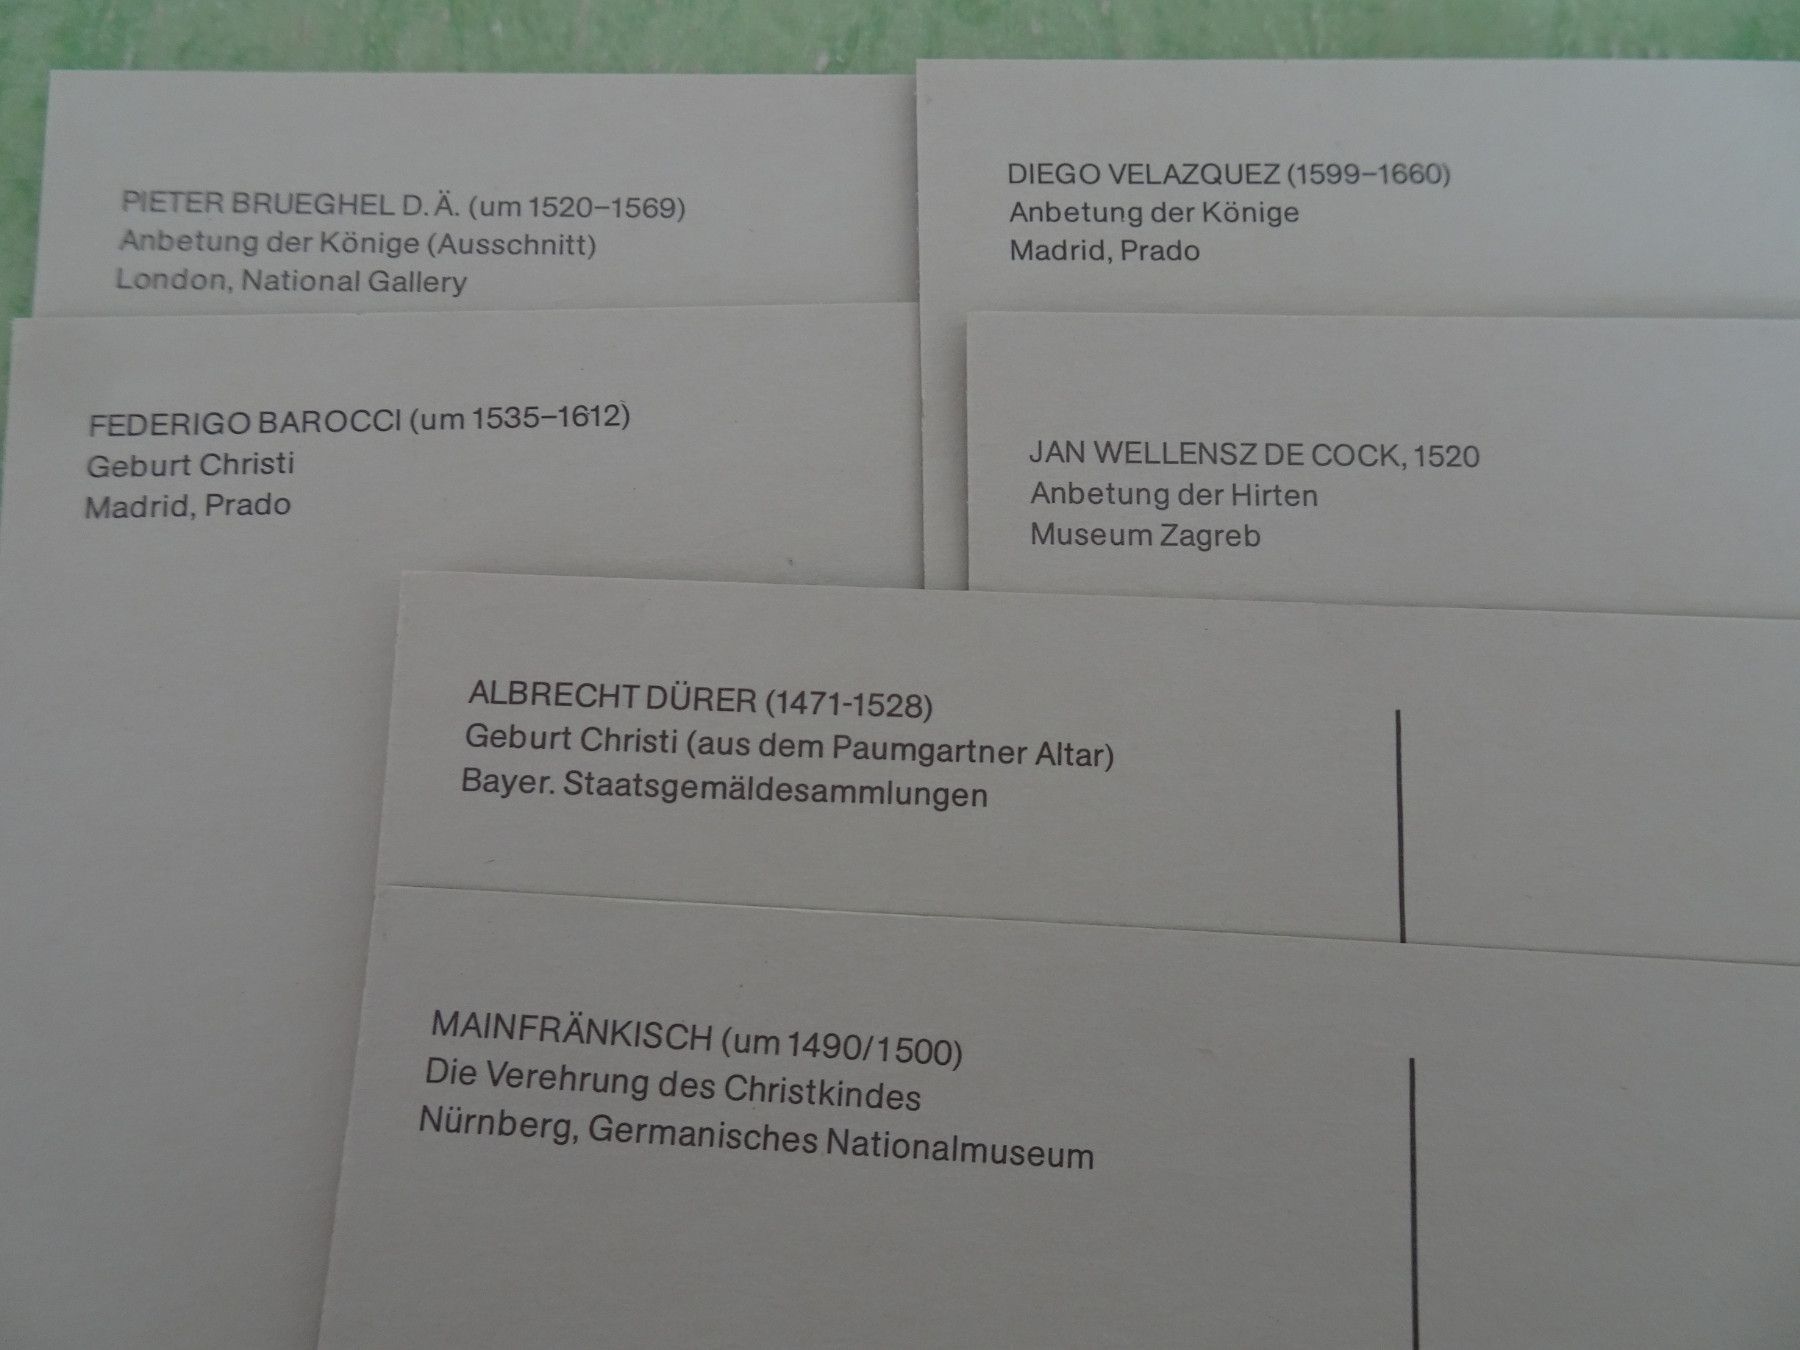 PIETER BRUEGHEL D. Ä. (um 1520–1569)
Anbetung der Könige (Ausschnitt)
London, National Gallery
DIEGO VELAZQUEZ (1599–1660)
Anbetung der Könige
Madrid, Prado
FEDERIGO BAROCCI (um 1535–1612)
Geburt Christi
Madrid, Prado
JAN WELLENSZ DE COCK, 1520
Anbetung der Hirten
Museum Zagreb
ALBRECHT DÜRER (1471-1528)
Geburt Christi (aus dem Paumgartner Altar)
Bayer. Staatsgemäldesammlungen
MAINFRÄNKISCH (um 1490/1500)
Die Verehrung des Christkindes
Nürnberg, Germanisches Nationalmuseum